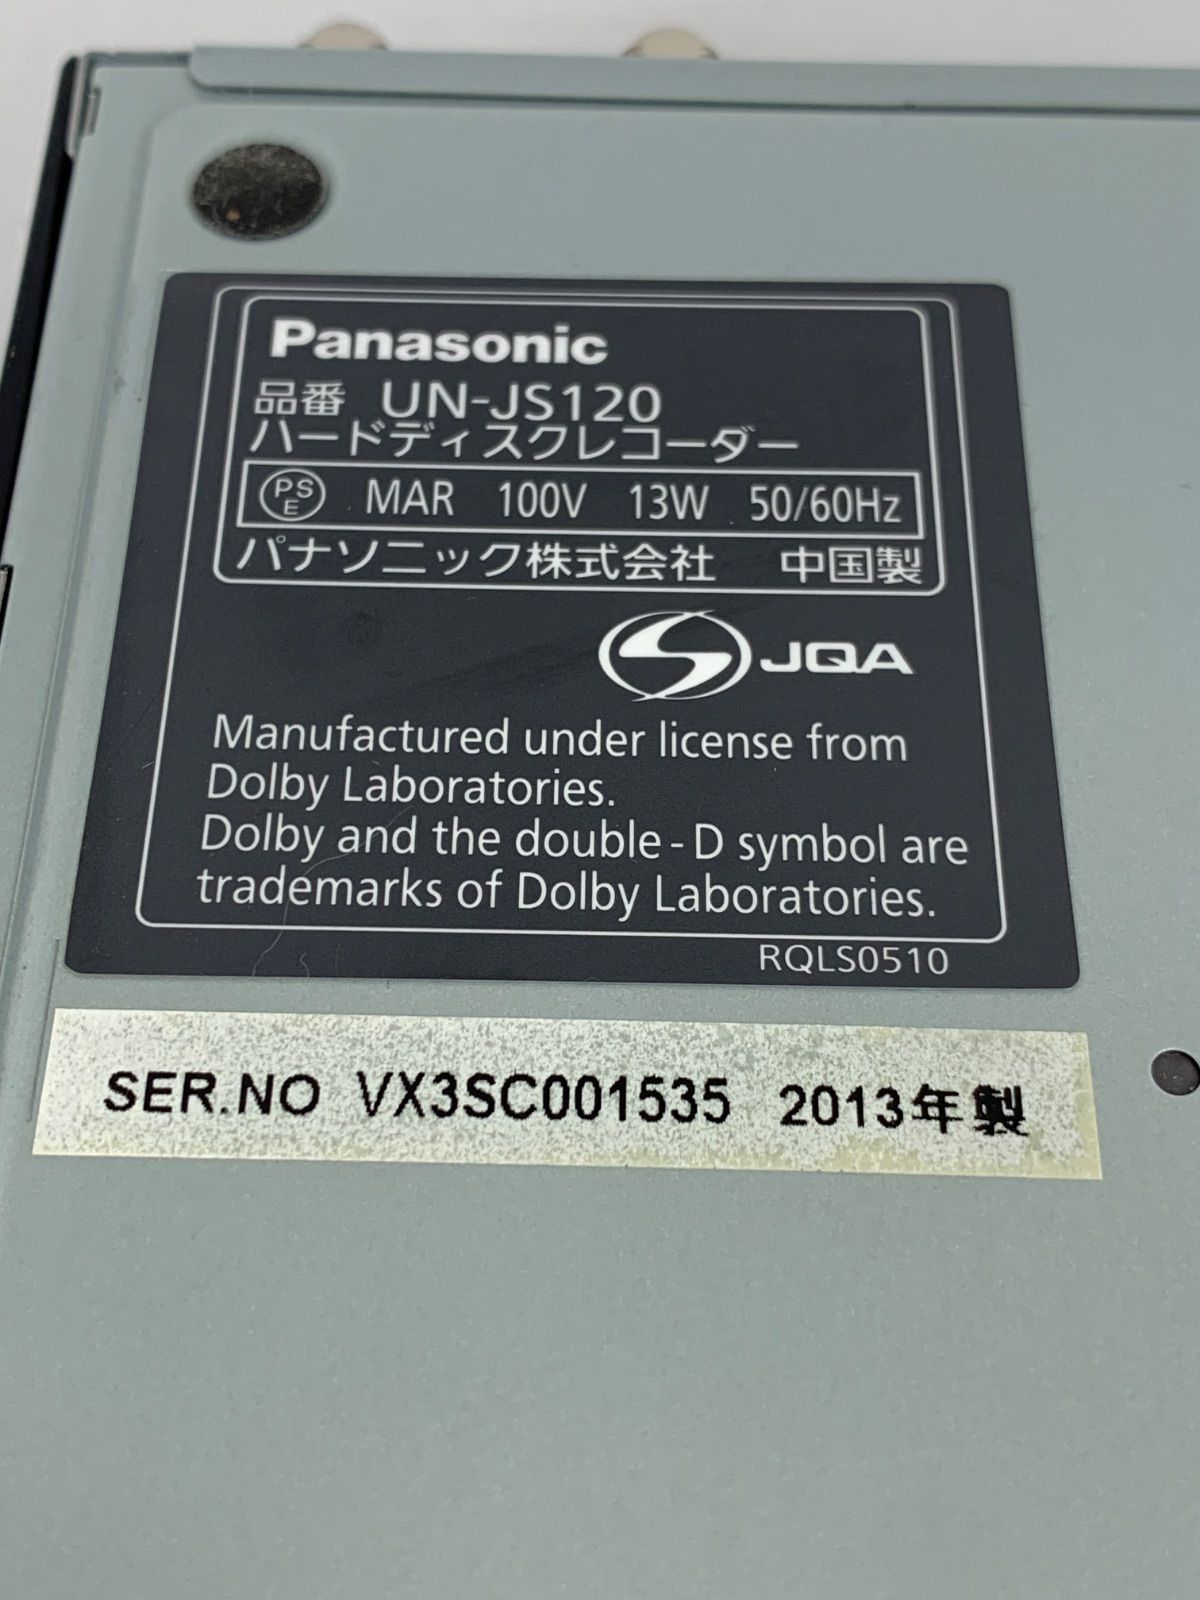 Panasonic
品番 UN-JS120
ハードディスクレコーダー
PSE MAR 100V 13W 50/60Hz
パナソニック株式会社 中国製
JQA
Manufactured under license from
Dolby Laboratories.
Dolby and the double-D symbol are
trademarks of Dolby Laboratories.
RQLS0510
SER.NO VX3SC001535 2013年製